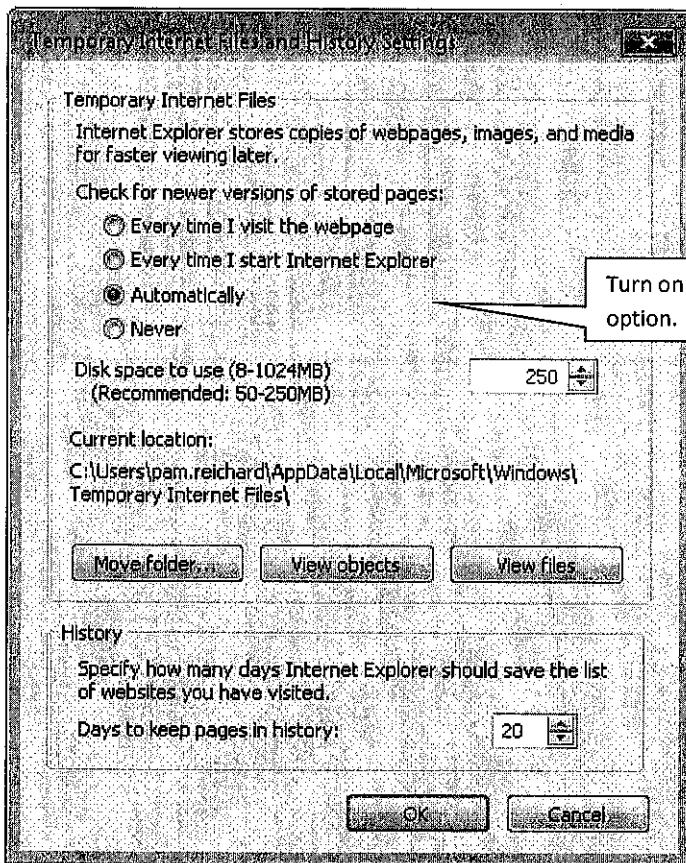 Temporary Internet Files and History Settings
Temporary Internet Files
Internet Explorer stores copies of webpages, images, and media
for faster viewing later.
Check for newer versions of stored pages:
Every time I visit the webpage
Every time I start Internet Explorer
Automatically
Never
Turn on
option.
Disk space to use (8-1024MB)
(Recommended: 50-250MB)
250
Current location:
C:\Users\pam.reichard\AppData\Local\Microsoft\Windows\
Temporary Internet Files\
Move folder... View objects View files
History
Specify how many days Internet Explorer should save the list
of websites you have visited.
Days to keep pages in history: 20
OK Cancel